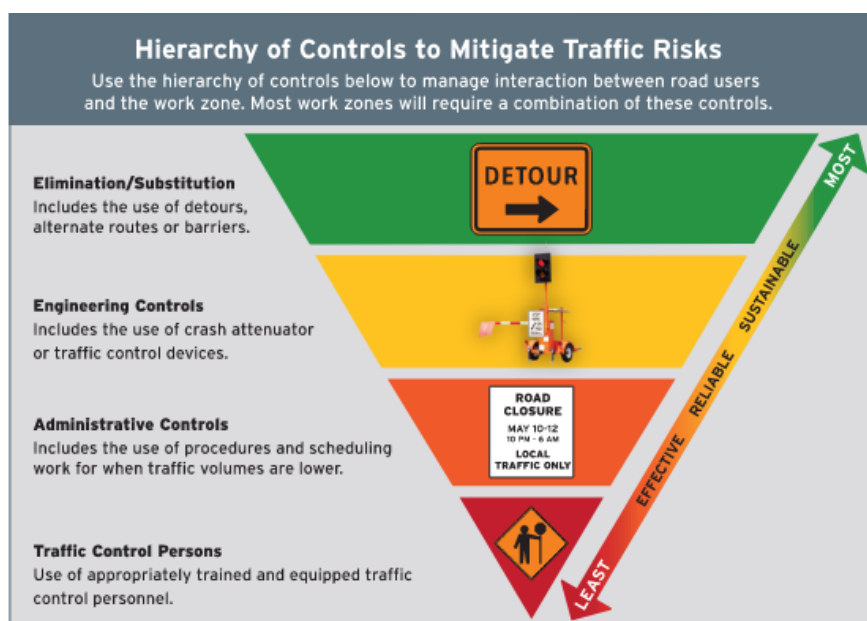 Hierarchy of Controls to Mitigate Traffic Risks
Use the hierarchy of controls below to manage interaction between road users
and the work zone. Most work zones will require a combination of these controls.
Elimination/Substitution
Includes the use of detours,
alternate routes or barriers.
DETOUR
Engineering Controls
Includes the use of crash attenuator
or traffic control devices.
Administrative Controls
Includes the use of procedures and scheduling
work for when traffic volumes are lower.
ROAD
CLOSURE
MAY 10-12
10 PM - 6 AM
LOCAL
TRAFFIC ONLY
Traffic Control Persons
Use of appropriately trained and equipped traffic
control personnel.
LEAST EFFECTIVE RELIABLE SUSTAINABLE MOST